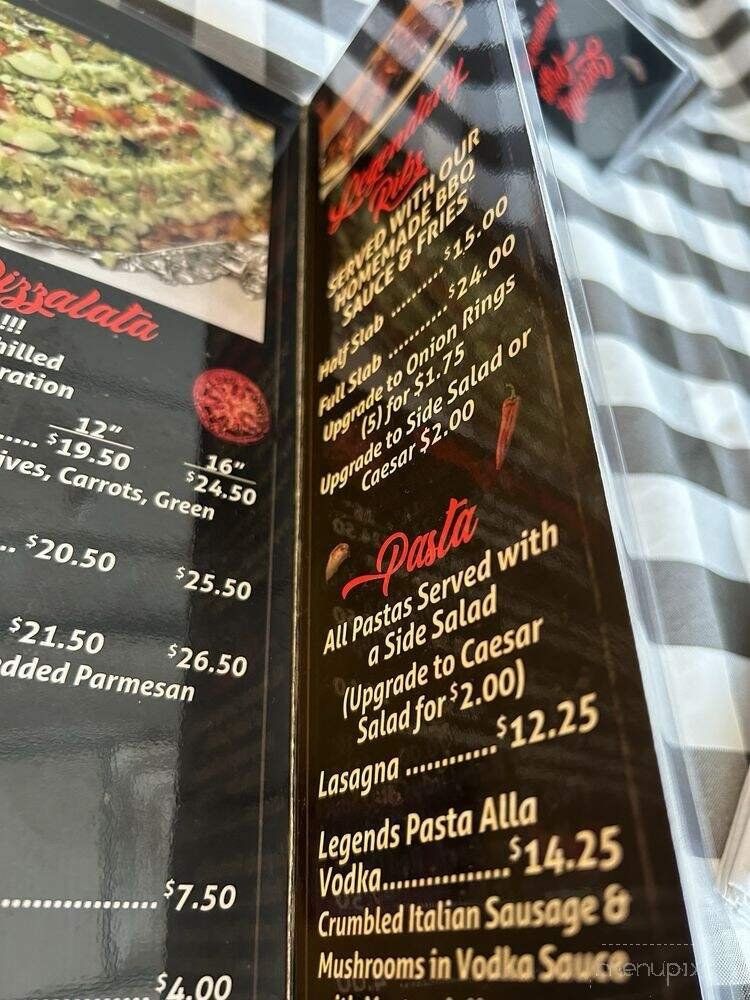 Pizzalata
!!!
12" 16"
..... $19.50 $24.50
Carrots, Green
.. $20.50 $25.50
$21.50 $26.50
Parmesan
................ $7.50
................ $4.00
Legendary
Ribs
SERVED WITH OUR
HOMEMADE BBQ
SAUCE & FRIES
Half Slab .......... $15.00
Full Slab ........... $24.00
Upgrade to Onion Rings
(5) for $1.75
Upgrade to Side Salad or
Caesar $2.00
Pasta
All Pastas Served with
a Side Salad
(Upgrade to Caesar
Salad for $2.00)
Lasagna ............ $12.25
Legends Pasta Alla
Vodka................ $14.25
Crumbled Italian Sausage &
Mushrooms in Vodka Sauce
menupix